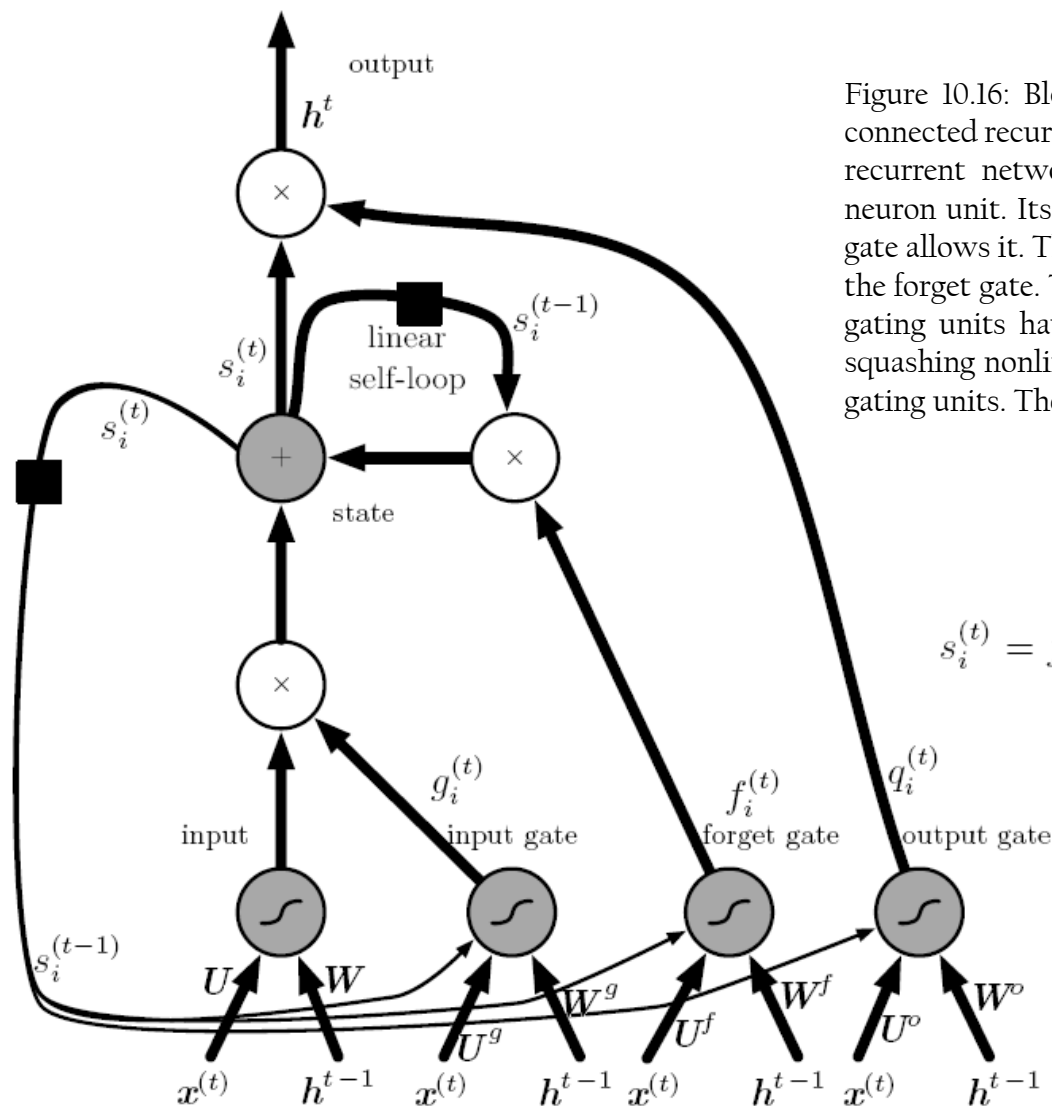 output
h^t
×
Figure 10.16: Blo
connected recur
recurrent netwo
neuron unit. Its
gate allows it. T
the forget gate. T
gating units hav
squashing nonlin
gating units. The
s_i^{(t-1)}
linear
self-loop
s_i^{(t)}
s_i^{(t)}
+
×
state
s_i^{(t)} =
×
g_i^{(t)}
f_i^{(t)}
q_i^{(t)}
input
input gate
forget gate
output gate
s_i^{(t-1)}
U
W
U^g
W^g
U^f
W^f
U^o
W^o
x^{(t)} h^{t-1} x^{(t)} h^{t-1} x^{(t)} h^{t-1} x^{(t)} h^{t-1}